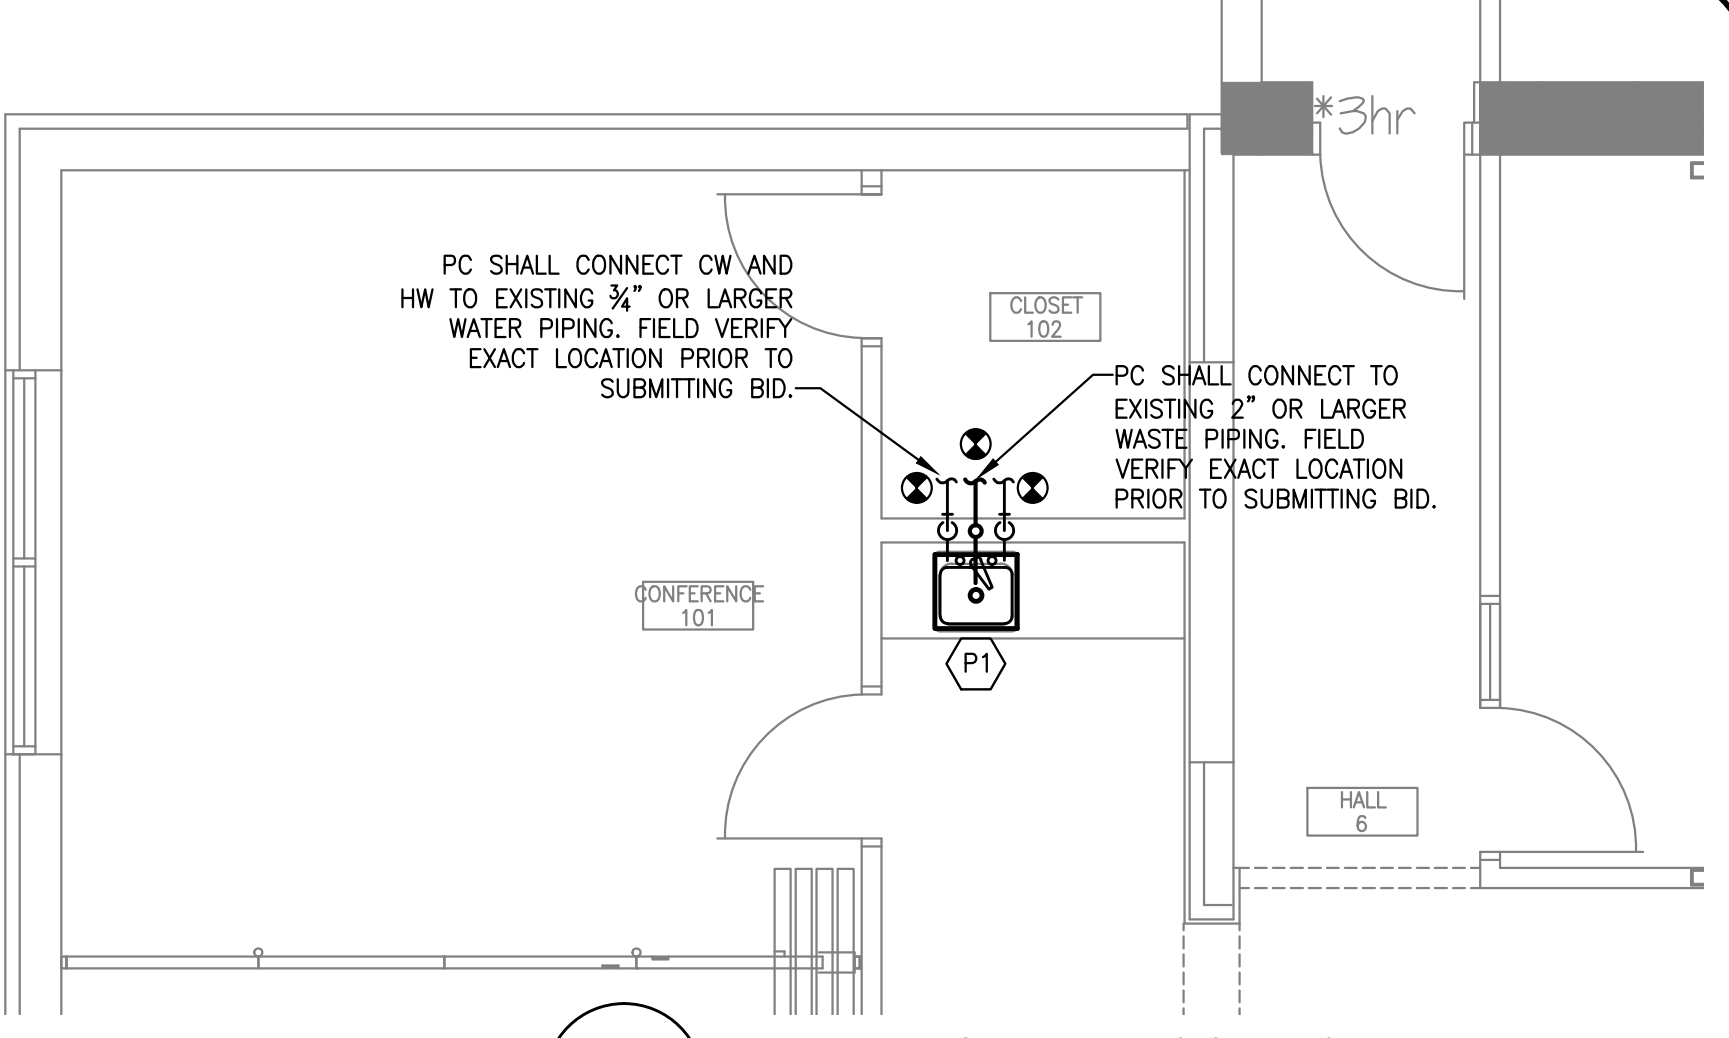 *3hr
PC SHALL CONNECT CW AND
HW TO EXISTING ¾" OR LARGER
WATER PIPING. FIELD VERIFY
EXACT LOCATION PRIOR TO
SUBMITTING BID.
CLOSET
102
PC SHALL CONNECT TO
EXISTING 2" OR LARGER
WASTE PIPING. FIELD
VERIFY EXACT LOCATION
PRIOR TO SUBMITTING BID.
CONFERENCE
101
P1
HALL
6